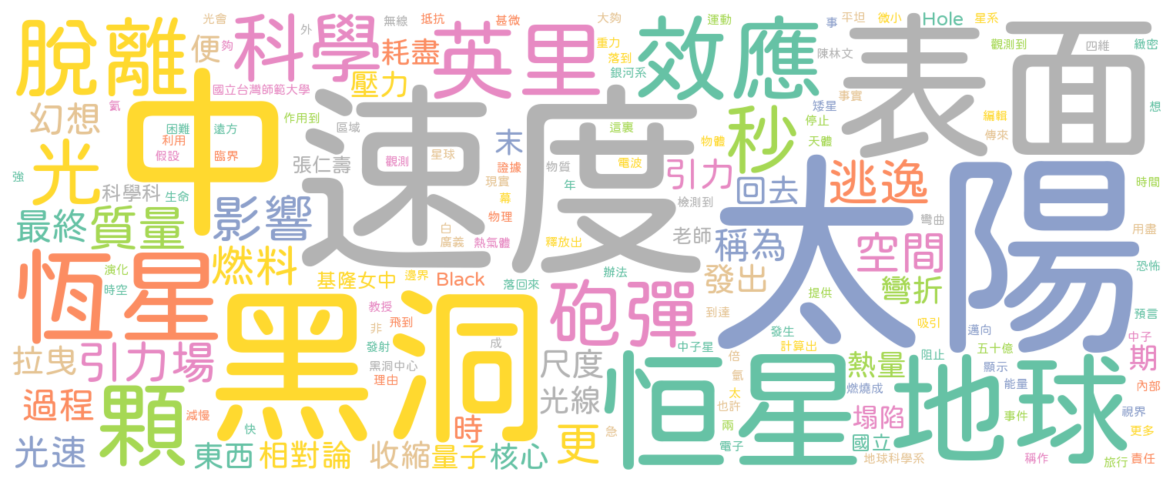 脫離
科學
英里
效應
表面
中
速度
太陽
黑洞
恆星
恒星
地球
砲彈
光
秒
顆
便
耗盡
壓力
幻想
光會
夠
外
無線
抵抗
甚微
大夠
重力
落到
銀河系
運動
事
平坦
微小
Hole
星系
陳林文
觀測到
四維
緻密
國立台灣師範大學
氦
困難
遠方
利用
假設
臨界
作用到
區域
末
這裏
物體
停止
天體
矮星
事實
編輯
傳來
想
強
科學科
生命
張仁壽
觀測
星球
證據
現實
幕
年
物質
電波
引力
檢測到
回去
逃逸
時間
最終
質量
影響
物理
白
廣義
熱氣體
釋放出
老師
稱為
空間
彎曲
用盡
恐怖
演化
時空
燃料
基隆女中
邊界
Black
落回來
辦法
發出
提供
彎折
預言
拉曳
引力場
教授
非
飛到
發射
成
黑洞中心
理由
減慢
快
尺度
中子星
倍
氫
太
到達
發生
計算出
吸引
邁向
五十億
中子
期
熱量
阻止
顯示
內部
過程
光線
也許
兩
電子
燃燒成
能量
塌陷
事件
視界
更多
光速
東西
相對論
收縮
量子
時
核心
更
急
國立
地球科學系
稱作
旅行
責任